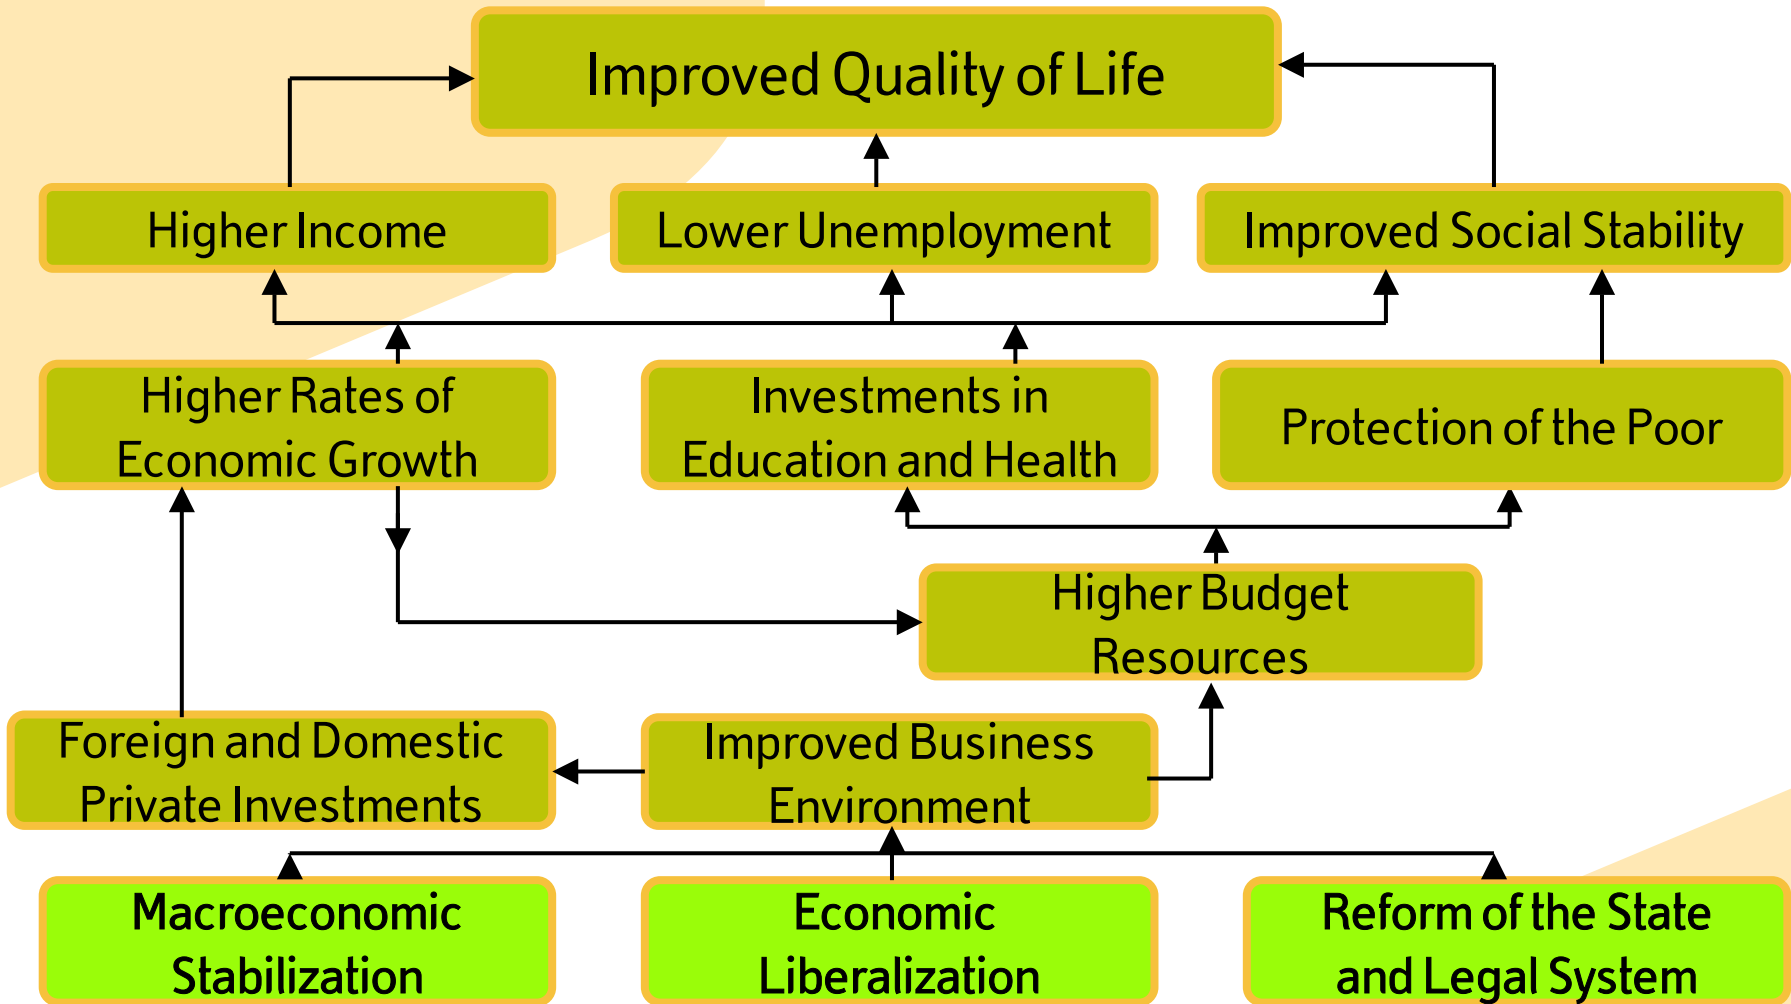 Improved Quality of Life
Higher Income
Lower Unemployment
Improved Social Stability
Higher Rates of
Economic Growth
Investments in
Education and Health
Protection of the Poor
Higher Budget
Resources
Foreign and Domestic
Private Investments
Improved Business
Environment
Macroeconomic
Stabilization
Economic
Liberalization
Reform of the State
and Legal System